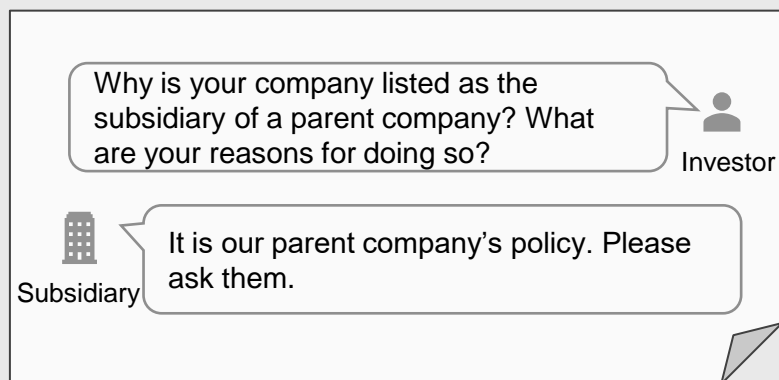 Why is your company listed as the
subsidiary of a parent company? What
are your reasons for doing so?
Investor
It is our parent company’s policy. Please
ask them.
Subsidiary